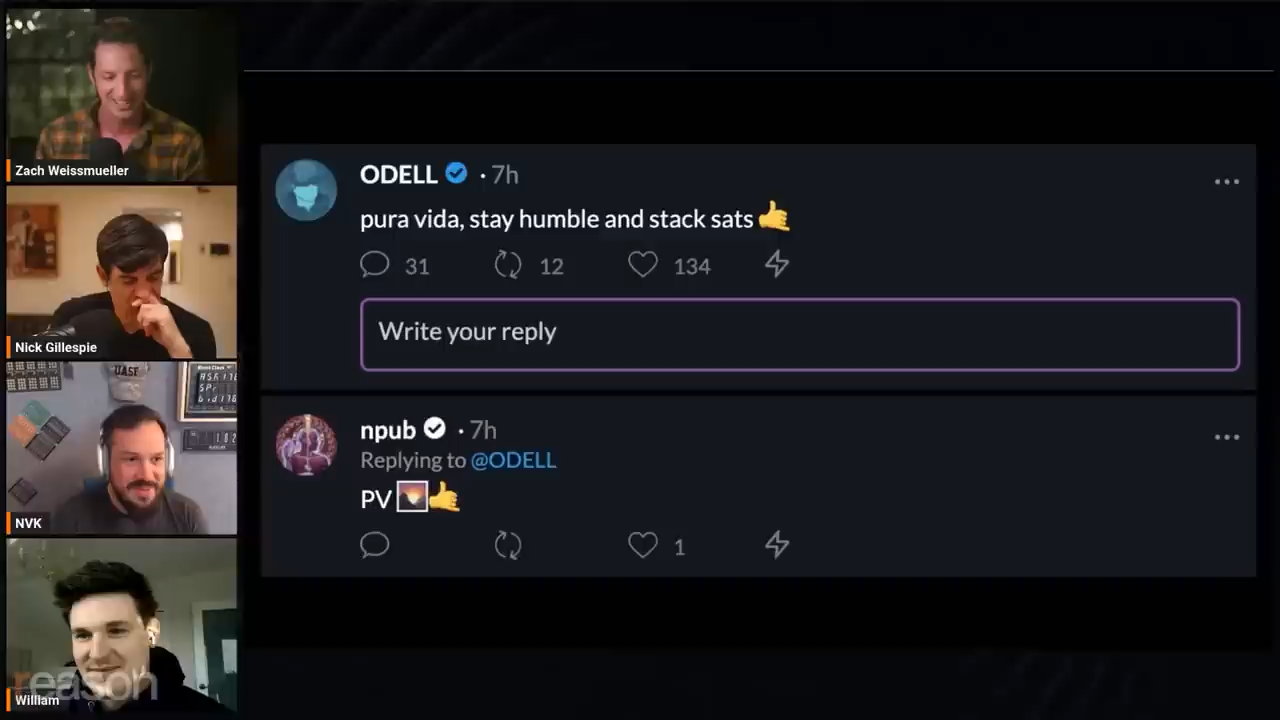 Zach Weissmueller
Nick Gillespie
NVK
William
reason
ODELL · 7h
pura vida, stay humble and stack sats 🤙
31 12 134
Write your reply
npub · 7h
Replying to @ODELL
PV 🌄🤙
1